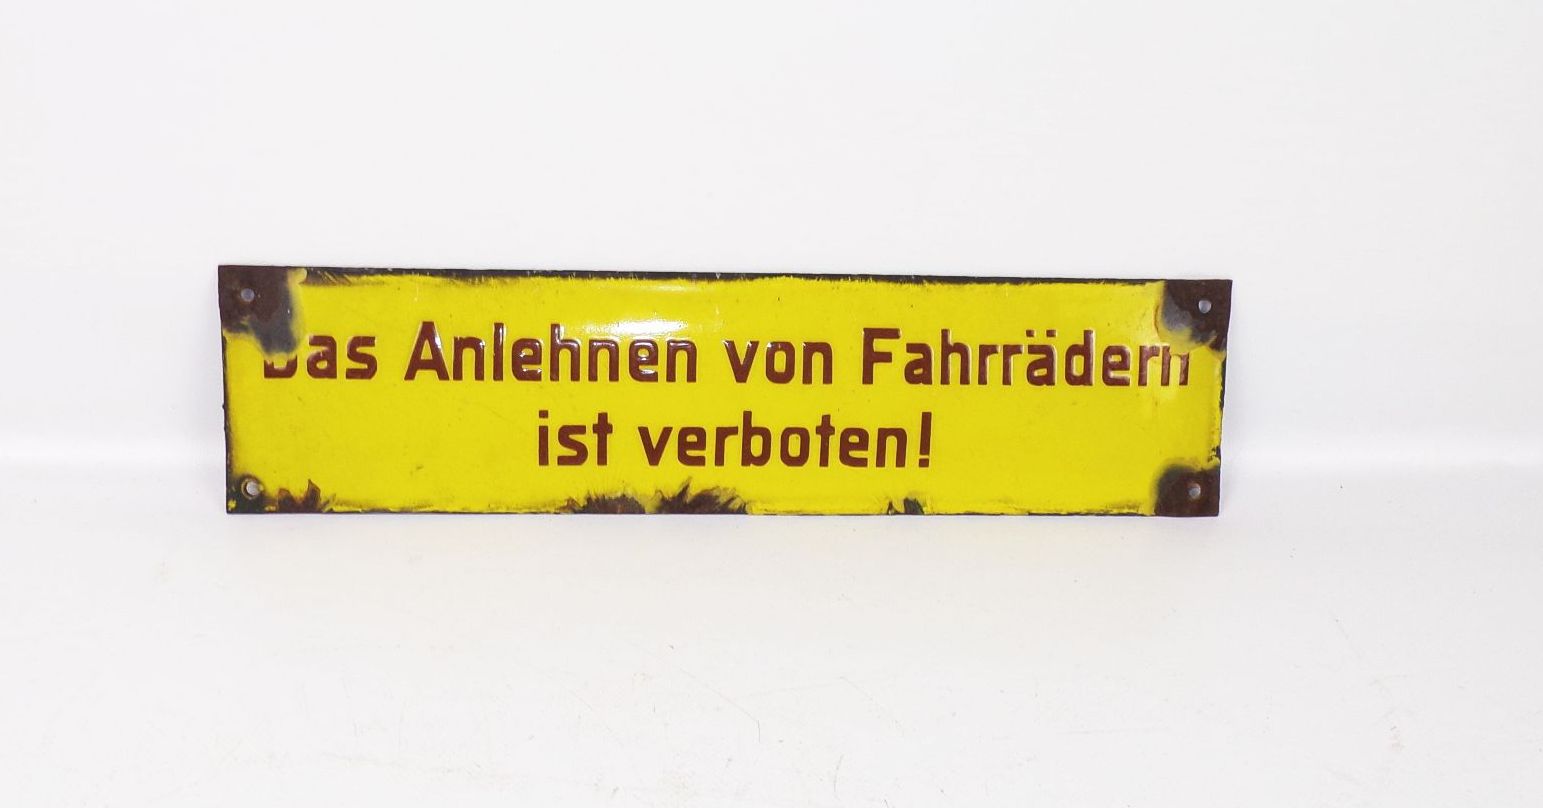 Das Anlehnen von Fahrrädern
ist verboten!